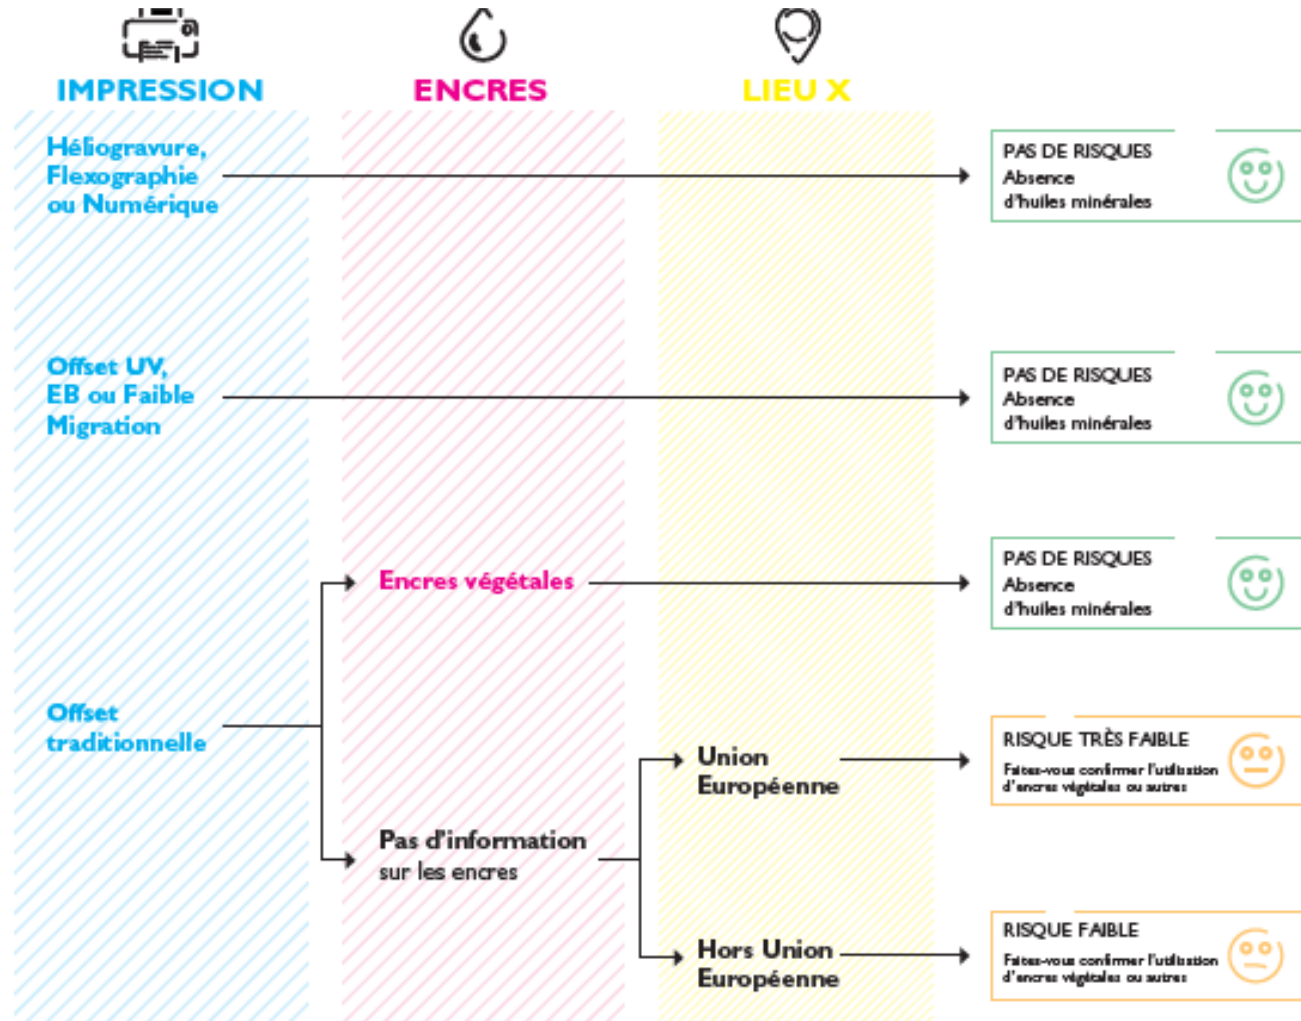 IMPRESSION
ENCRES
LIEU X
Héliogravure,
Flexographie
ou Numérique
PAS DE RISQUES
Absence
d'huiles minérales
Offset UV,
EB ou Faible
Migration
PAS DE RISQUES
Absence
d'huiles minérales
Encres végétales
PAS DE RISQUES
Absence
d'huiles minérales
Offset
traditionnelle
Pas d'information
sur les encres
Union
Européenne
RISQUE TRÈS FAIBLE
Faites-vous confirmer l'utilisation
d'encres végétales ou autres
Hors Union
Européenne
RISQUE FAIBLE
Faites-vous confirmer l'utilisation
d'encres végétales ou autres